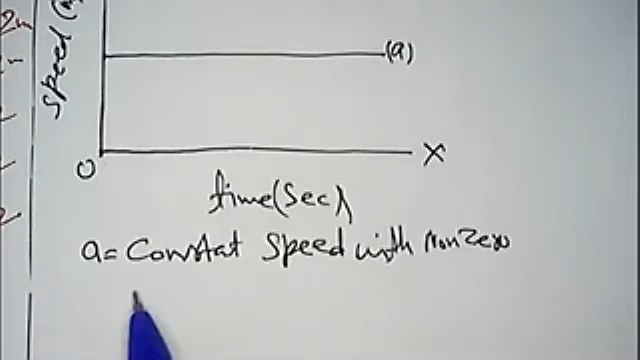 speed (
(a)
O
X
time (Sec)
a = Constat Speed with Non Zero